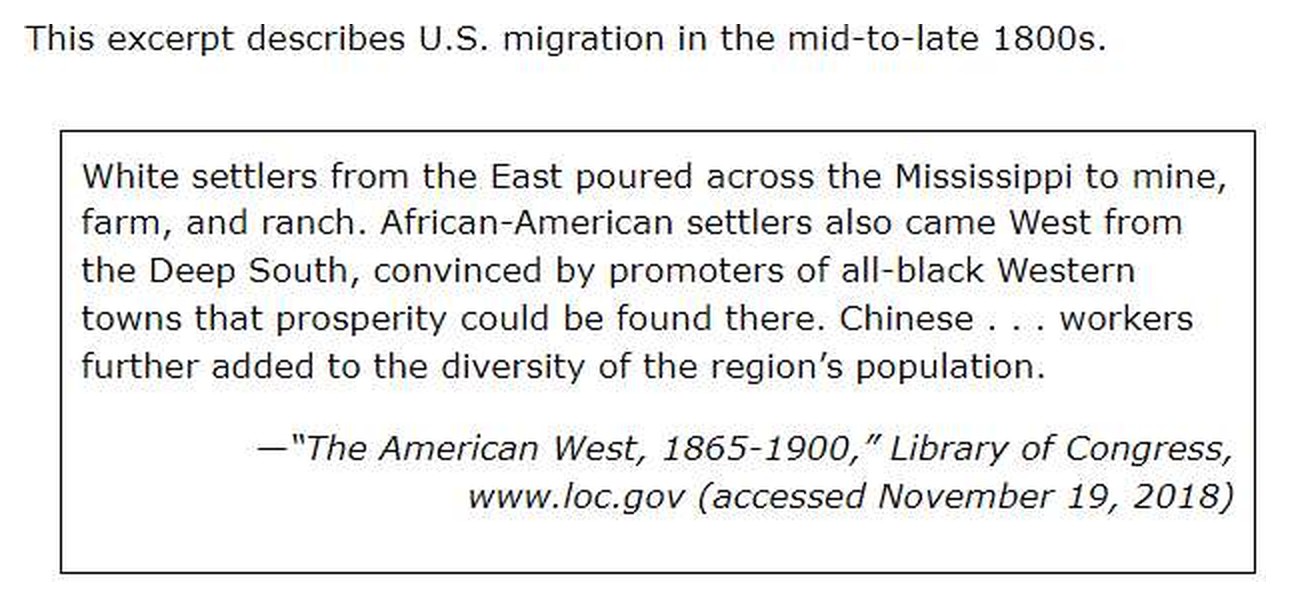 This excerpt describes U.S. migration in the mid-to-late 1800s.
White settlers from the East poured across the Mississippi to mine,
farm, and ranch. African-American settlers also came West from
the Deep South, convinced by promoters of all-black Western
towns that prosperity could be found there. Chinese . . . workers
further added to the diversity of the region’s population.
—“The American West, 1865-1900,” Library of Congress,
www.loc.gov (accessed November 19, 2018)